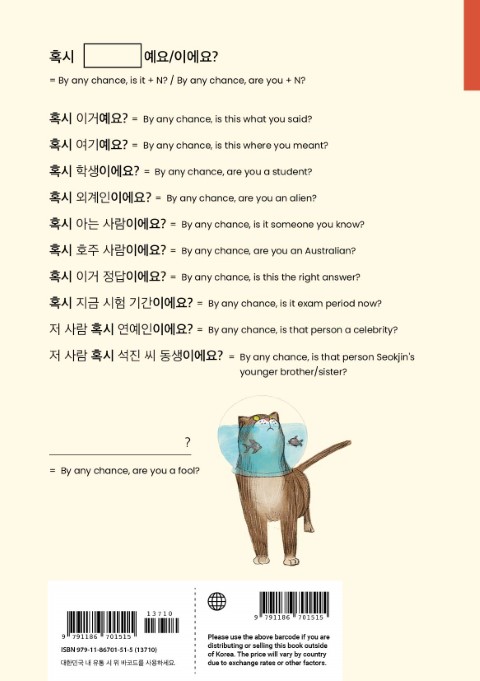 혹시 예요/이에요?
= By any chance, is it + N? / By any chance, are you + N?
혹시 이거예요? = By any chance, is this what you said?
혹시 여기예요? = By any chance, is this where you meant?
혹시 학생이에요? = By any chance, are you a student?
혹시 외계인이에요? = By any chance, are you an alien?
혹시 아는 사람이에요? = By any chance, is it someone you know?
혹시 호주 사람이에요? = By any chance, are you an Australian?
혹시 이거 정답이에요? = By any chance, is this the right answer?
혹시 지금 시험 기간이에요? = By any chance, is it exam period now?
저 사람 혹시 연예인이에요? = By any chance, is that person a celebrity?
저 사람 혹시 석진 씨 동생이에요? = By any chance, is that person Seokjin's
younger brother/sister?
?
= By any chance, are you a fool?
13710
9 791186 701515
ISBN 979-11-86701-51-5 (13710)
대한민국 내 유통 시 위 바코드를 사용하세요.
9 791186 701515
Please use the above barcode if you are
distributing or selling this book outside
of Korea. The price will vary by country
due to exchange rates or other factors.